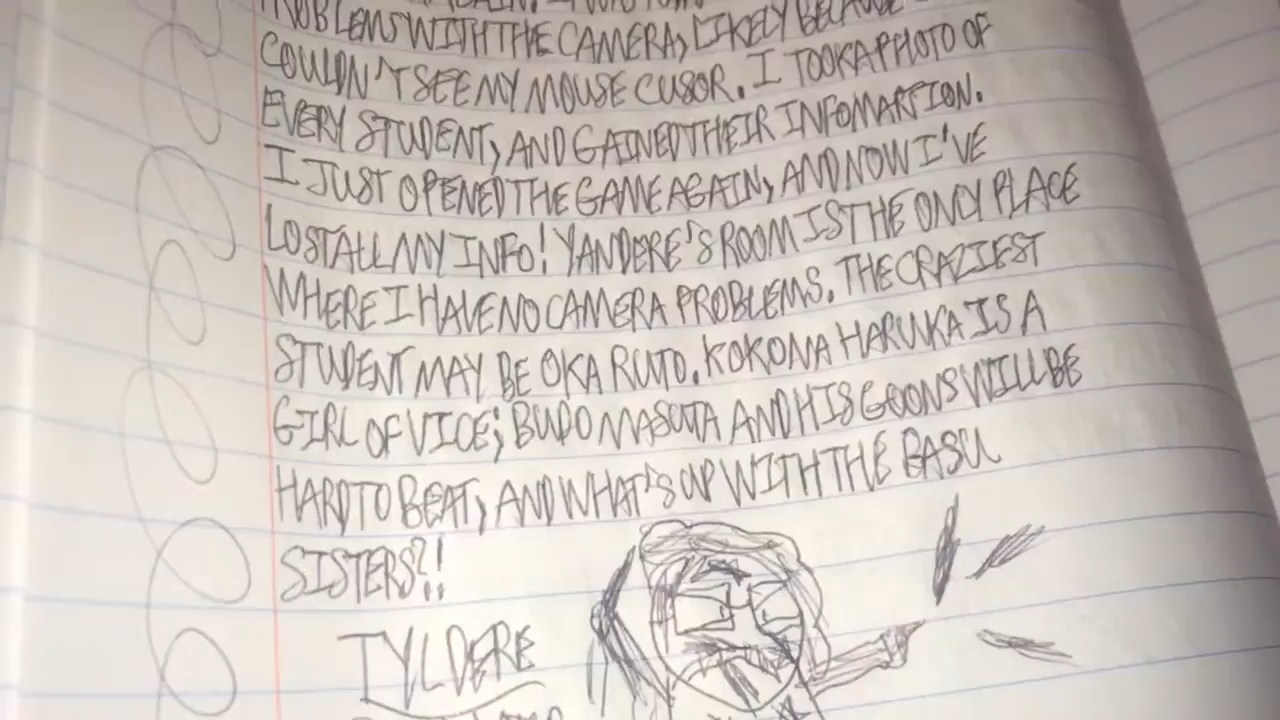 PROBLEMS WITH THE CAMERA, LIKELY BECAUSE
COULDN'T SEE MY MOUSE CUSOR. I TOOK A PHOTO OF
EVERY STUDENT, AND GAINED THEIR INFOMARTION.
I JUST OPENED THE GAME AGAIN, AND NOW I'VE
LOST ALL MY INFO! YANDERE'S ROOM IS THE ONLY PLACE
WHERE I HAVE NO CAMERA PROBLEMS. THE CRAZIEST
STUDENT MAY BE OKA RUTO. KOKONA HARUKA IS A
GIRL OF VICE; BUDO MASUTA AND HIS GOONS WILL BE
HARD TO BEAT, AND WHAT'S UP WITH THE BASU
SISTERS?!
TYLDERE